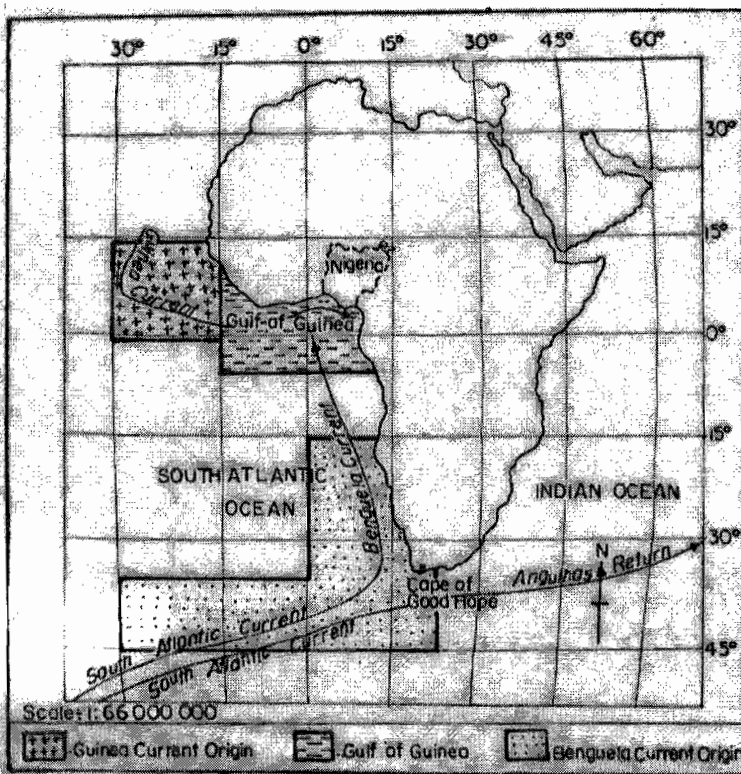 30° 15° 0° 15° 30° 45° 60°
30°
15°
Nigeria
Current
Gulf of Guinea
0°
15°
Benguela Current
SOUTH ATLANTIC
OCEAN
INDIAN OCEAN
30°
N
Anguihas Return
Cape of
Good Hope
South Atlantic Current
South Atlantic Current
45°
Scale: 1:66 000 000
Guinea Current Origin
Gulf of Guinea
Benguela Current Origin